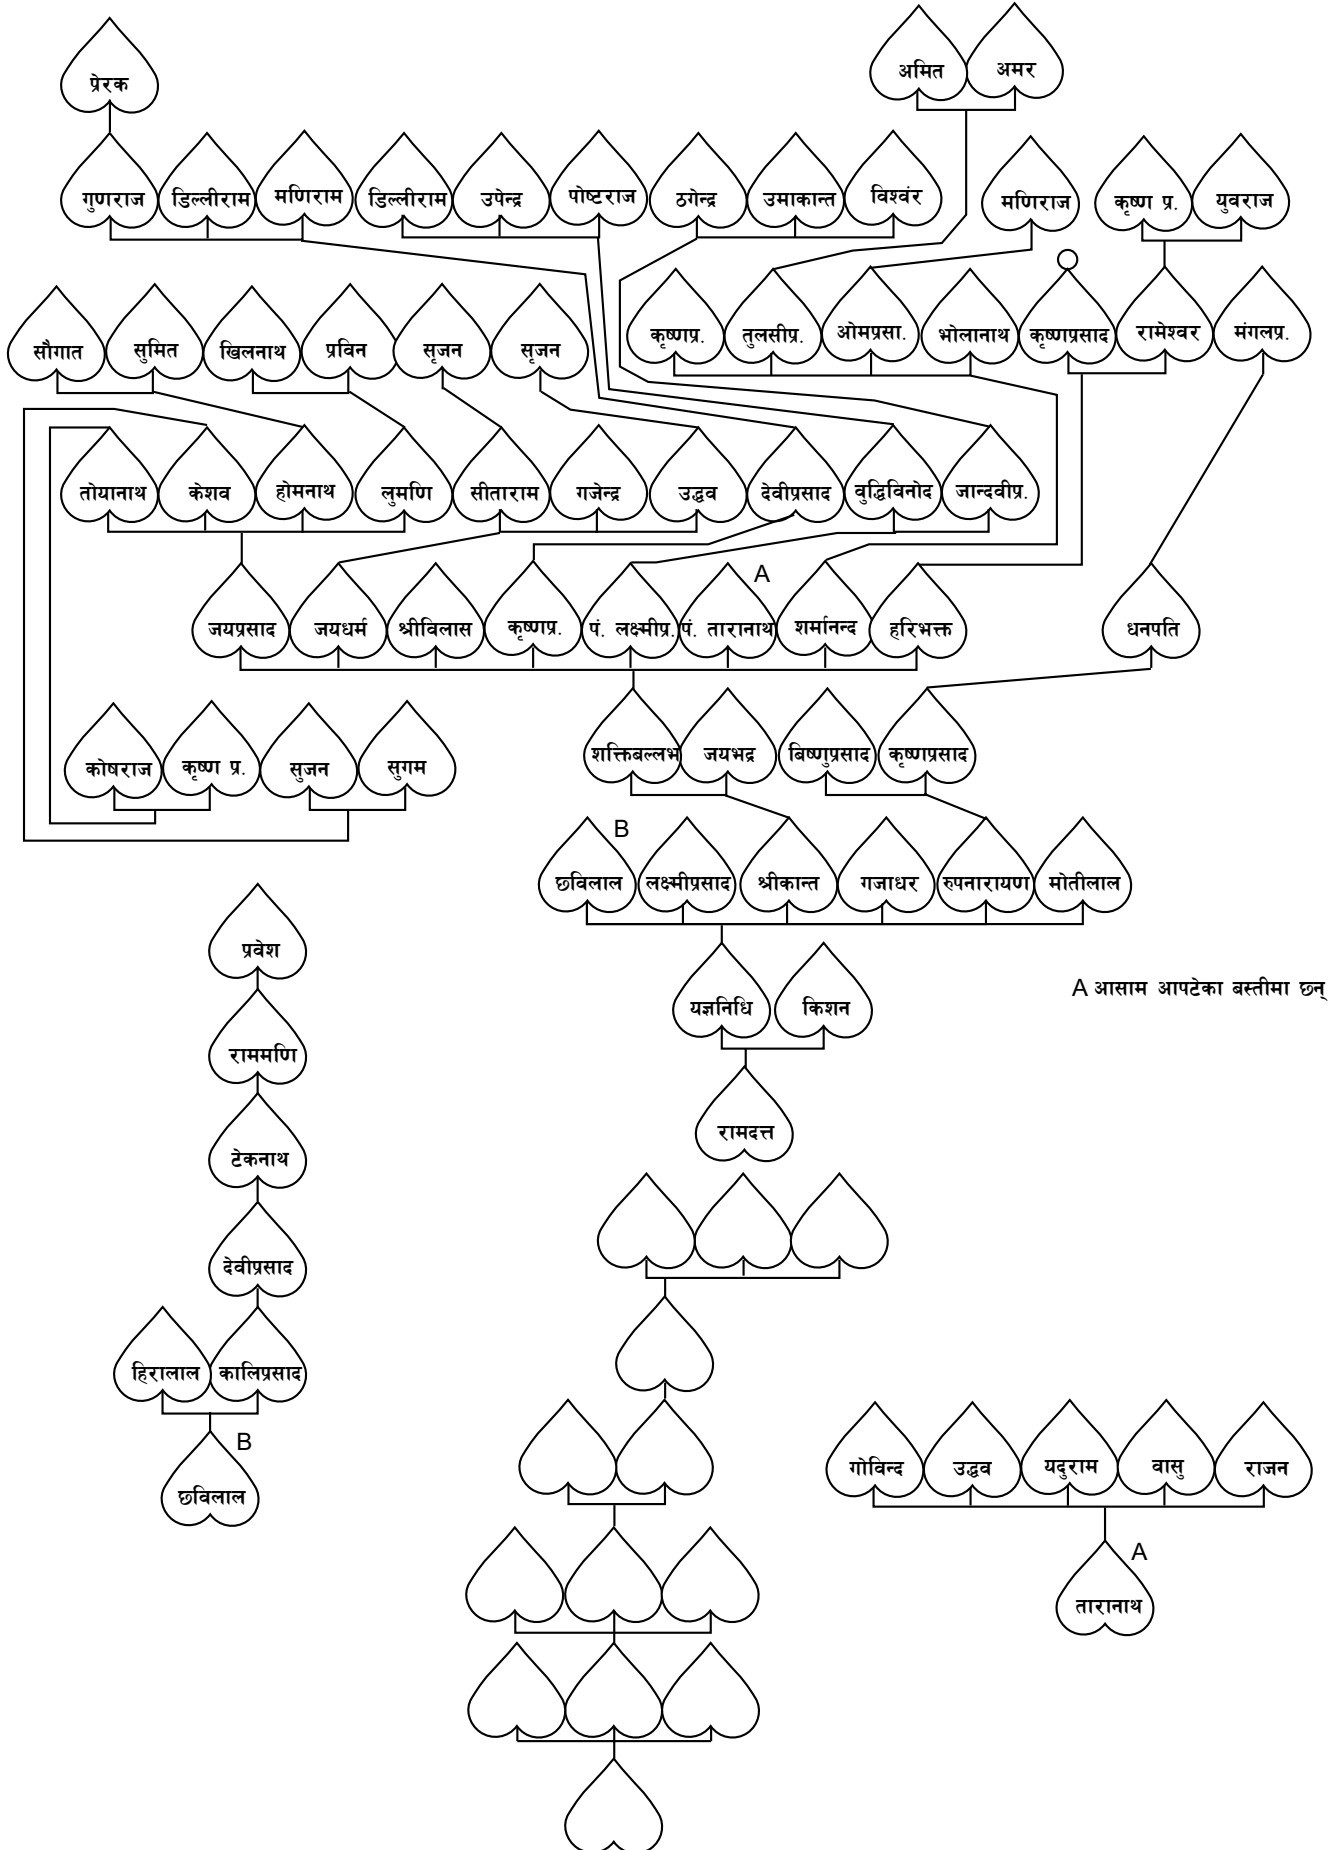 अमित अमर
प्रेरक
गुणराज डिल्लीराम मणिराम डिल्लीराम उपेन्द्र पोष्टराज ठगेन्द्र उमाकान्त विश्वंर मणिराज कृष्ण प्र. युवराज
सौगात सुमित खिलनाथ प्रविन सृजन सृजन कृष्णप्र. तुलसीप्र. ओमप्रसा. भोलानाथ कृष्णप्रसाद रामेश्वर मंगलप्र.
तोयानाथ केशव होमनाथ लुमणि सीताराम गजेन्द्र उद्धव देवीप्रसाद वुद्धिविनोद जान्दवीप्र.
A
जयप्रसाद जयधर्म श्रीविलास कृष्णप्र. पं. लक्ष्मीप्र. पं. तारानाथ शर्मानन्द हरिभक्त धनपति
कोषराज कृष्ण प्र. सुजन सुगम शक्तिबल्लभ जयभद्र बिष्णुप्रसाद कृष्णप्रसाद
B
छविलाल लक्ष्मीप्रसाद श्रीकान्त गजाधर रुपनारायण मोतीलाल
प्रवेश
यज्ञनिधि किशन
A आसाम आपटेका बस्तीमा छन्
राममणि
रामदत्त
टेकनाथ
देवीप्रसाद
हिरालाल कालिप्रसाद
B
छविलाल
गोविन्द उद्धव यदुराम वासु राजन
A
तारानाथ